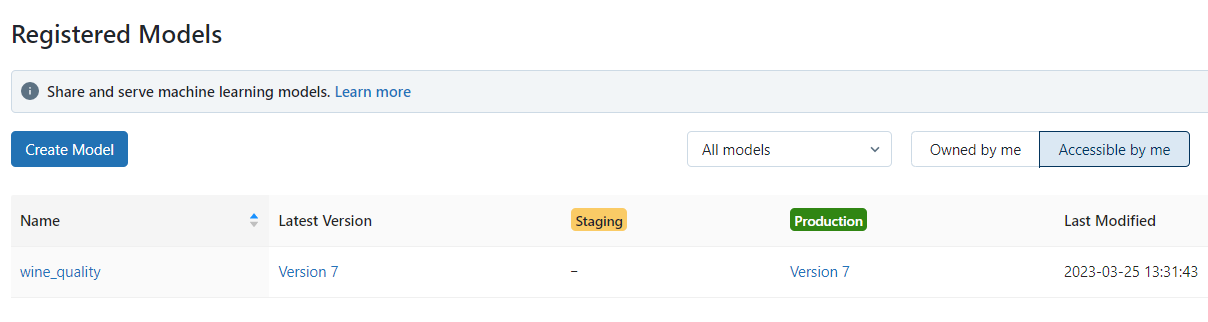 Registered Models
Share and serve machine learning models. Learn more
Create Model All models Owned by me Accessible by me
Name Latest Version Staging Production Last Modified
wine_quality Version 7 – Version 7 2023-03-25 13:31:43